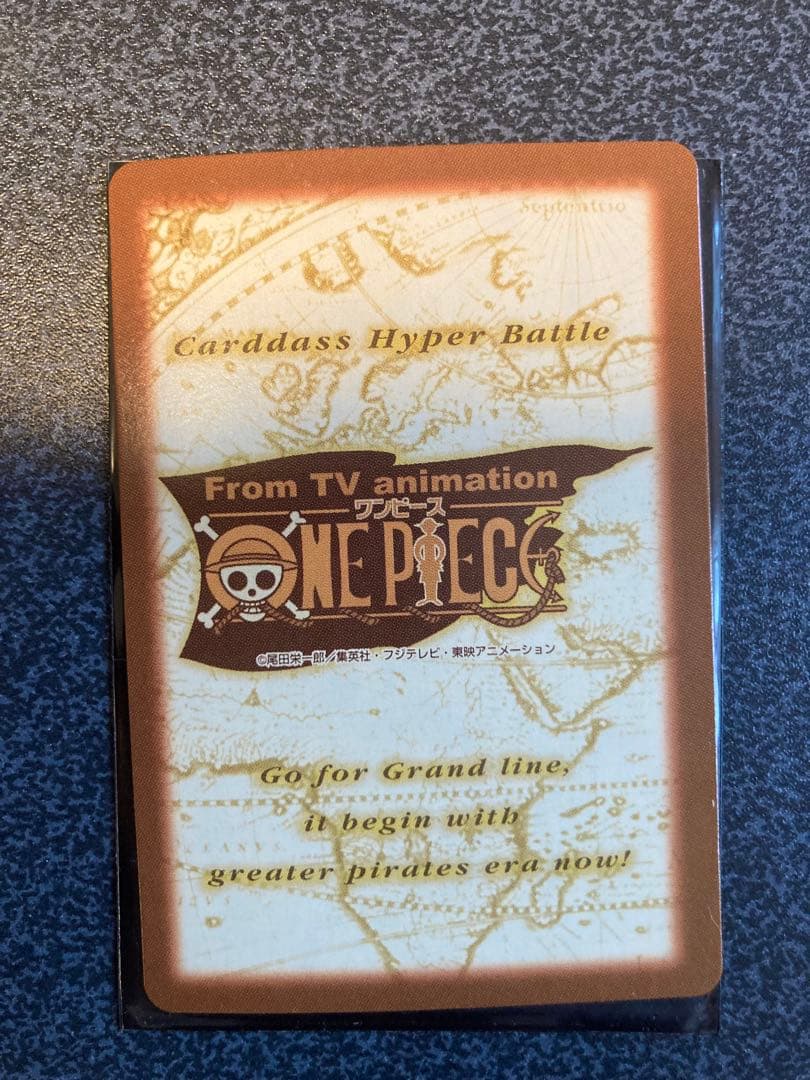 Septentrio
Carddass Hyper Battle
From TV animation
ワンピース
ONE PIECE
©尾田栄一郎／集英社・フジテレビ・東映アニメーション
Go for Grand line,
it begin with
greater pirates era now!